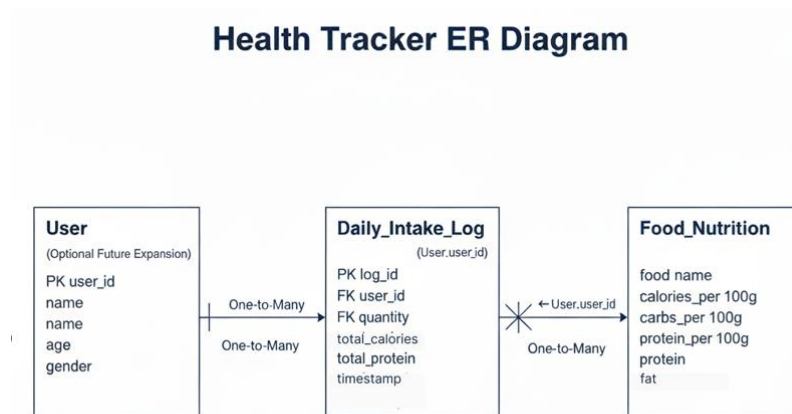 Health Tracker ER Diagram
User
(Optional Future Expansion)
PK user_id
name
name
age
gender
One-to-Many
One-to-Many
Daily_Intake_Log
(User.user_id)
PK log_id
FK user_id
FK quantity
total_calories
total_protein
timestamp
←User.user_id
One-to-Many
Food_Nutrition
food name
calories_per 100g
carbs_per 100g
protein_per 100g
protein
fat